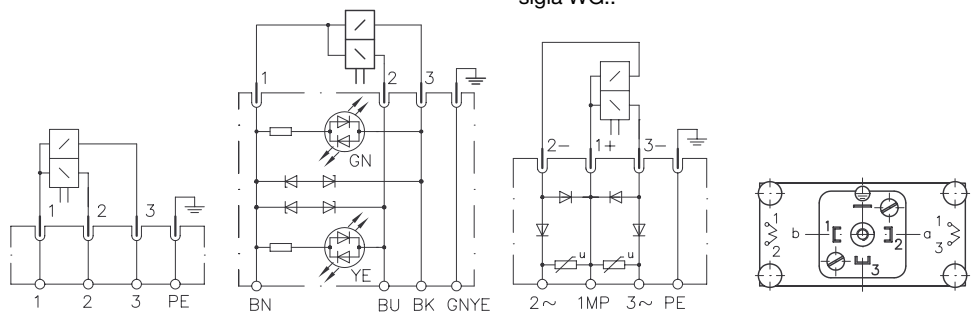 sigla WG..
1 2 3
1 2 3 PE
1 2 3
GN
YE
BN BU BK GNYE
2– 1+ 3–
u u
2~ 1MP 3~ PE
1 2 b 1 2 3 a 1 3